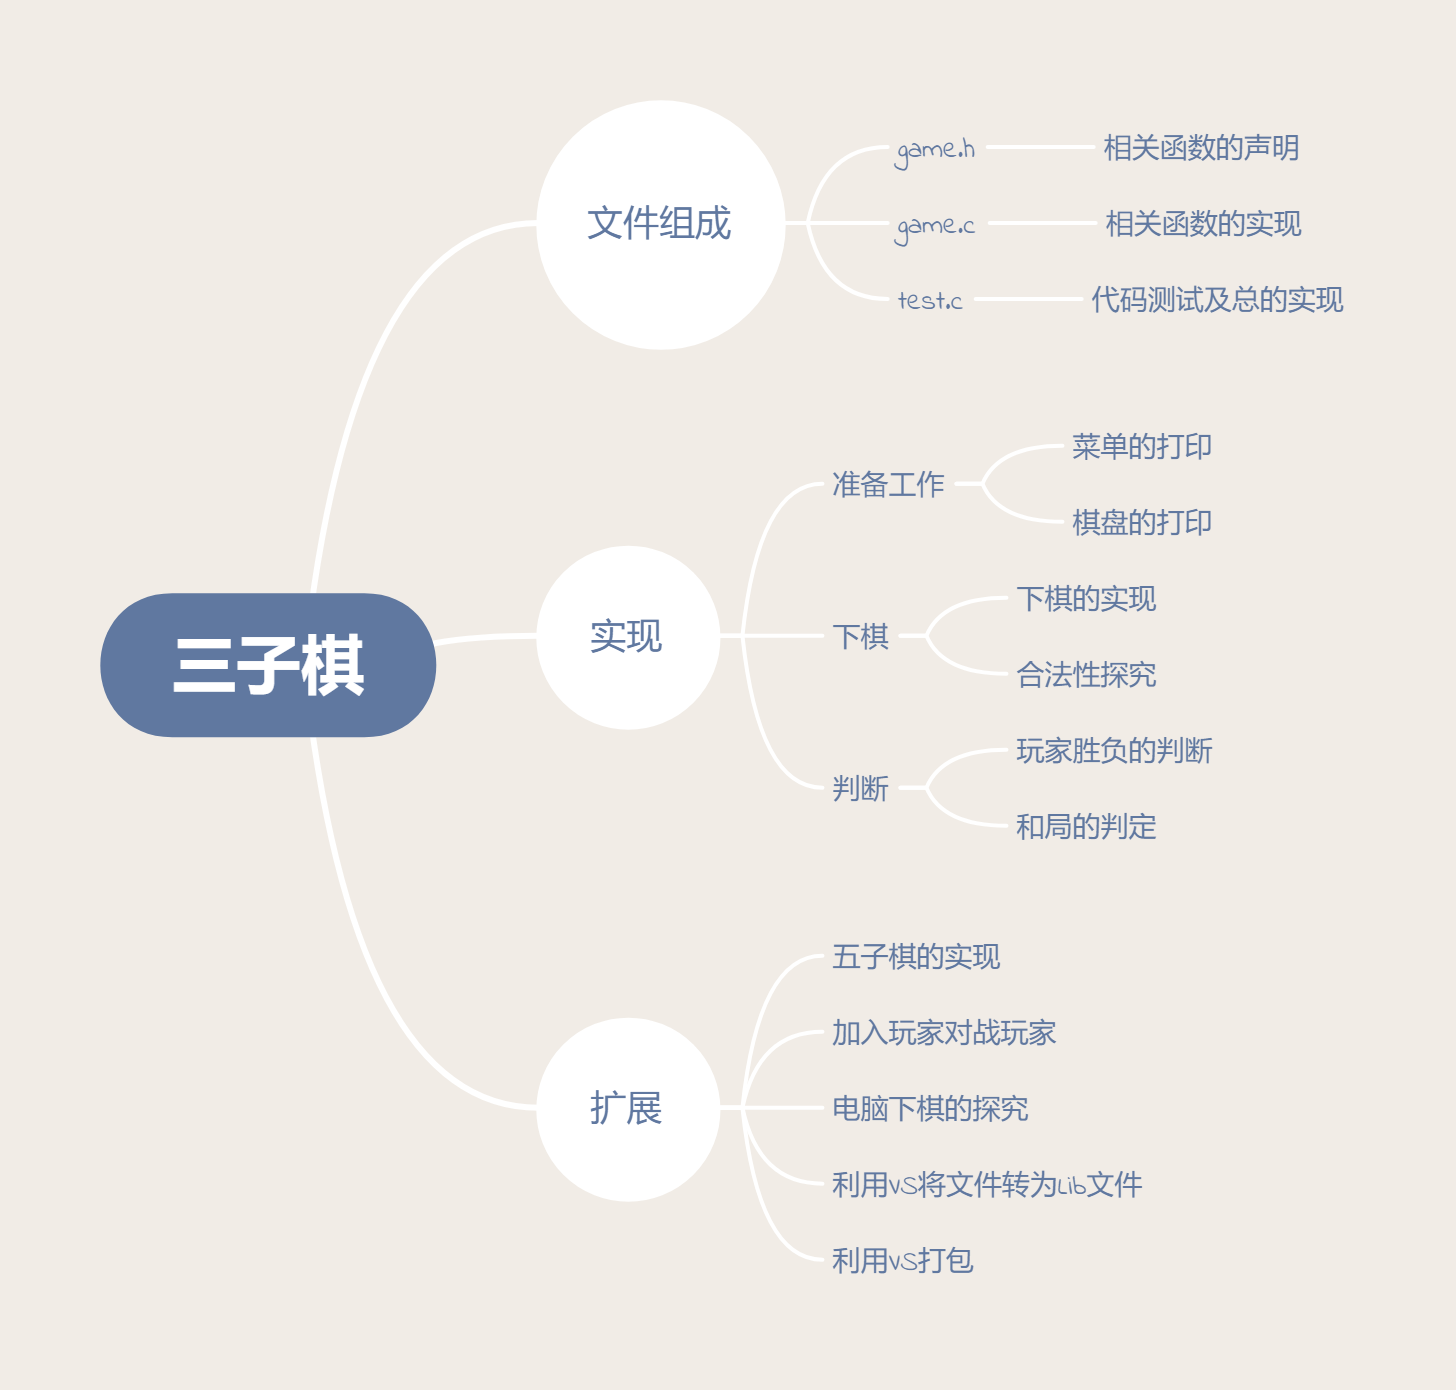 三子棋
文件组成
game.h
相关函数的声明
game.c
相关函数的实现
test.c
代码测试及总的实现
实现
准备工作
菜单的打印
棋盘的打印
下棋
下棋的实现
合法性探究
判断
玩家胜负的判断
和局的判定
扩展
五子棋的实现
加入玩家对战玩家
电脑下棋的探究
利用vS将文件转为Lib文件
利用vS打包